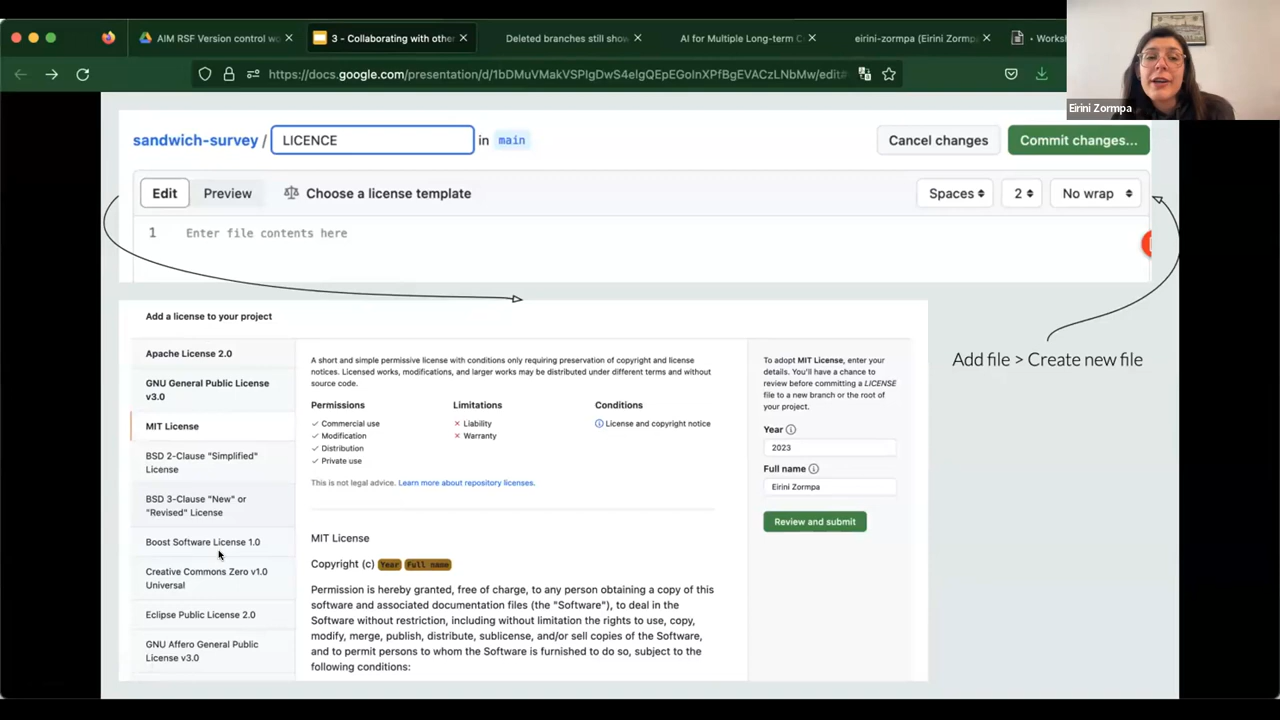 AIM RSF Version control wo
3 - Collaborating with other
Deleted branches still show
AI for Multiple Long-term C
eirini-zormpa (Eirini Zormp
Worksh
https://docs.google.com/presentation/d/1bDMuVMakVSPIgDwS4elgQEpEGoInXPfBgEVACzLNbMw/edit#
Eirini Zormpa
sandwich-survey / LICENCE in main
Cancel changes
Commit changes...
Edit
Preview
Choose a license template
Spaces
2
No wrap
1 Enter file contents here
Add file > Create new file
Add a license to your project
Apache License 2.0
GNU General Public License
v3.0
MIT License
BSD 2-Clause "Simplified"
License
BSD 3-Clause "New" or
"Revised" License
Boost Software License 1.0
Creative Commons Zero v1.0
Universal
Eclipse Public License 2.0
GNU Affero General Public
License v3.0
A short and simple permissive license with conditions only requiring preservation of copyright and license
notices. Licensed works, modifications, and larger works may be distributed under different terms and without
source code.
Permissions
Commercial use
Modification
Distribution
Private use
Limitations
Liability
Warranty
Conditions
License and copyright notice
This is not legal advice. Learn more about repository licenses.
MIT License
Copyright (c) Year Full name
Permission is hereby granted, free of charge, to any person obtaining a copy of this
software and associated documentation files (the "Software"), to deal in the
Software without restriction, including without limitation the rights to use, copy,
modify, merge, publish, distribute, sublicense, and/or sell copies of the Software,
and to permit persons to whom the Software is furnished to do so, subject to the
following conditions:
To adopt MIT License, enter your
details. You'll have a chance to
review before committing a LICENSE
file to a new branch or the root of
your project.
Year
2023
Full name
Eirini Zormpa
Review and submit